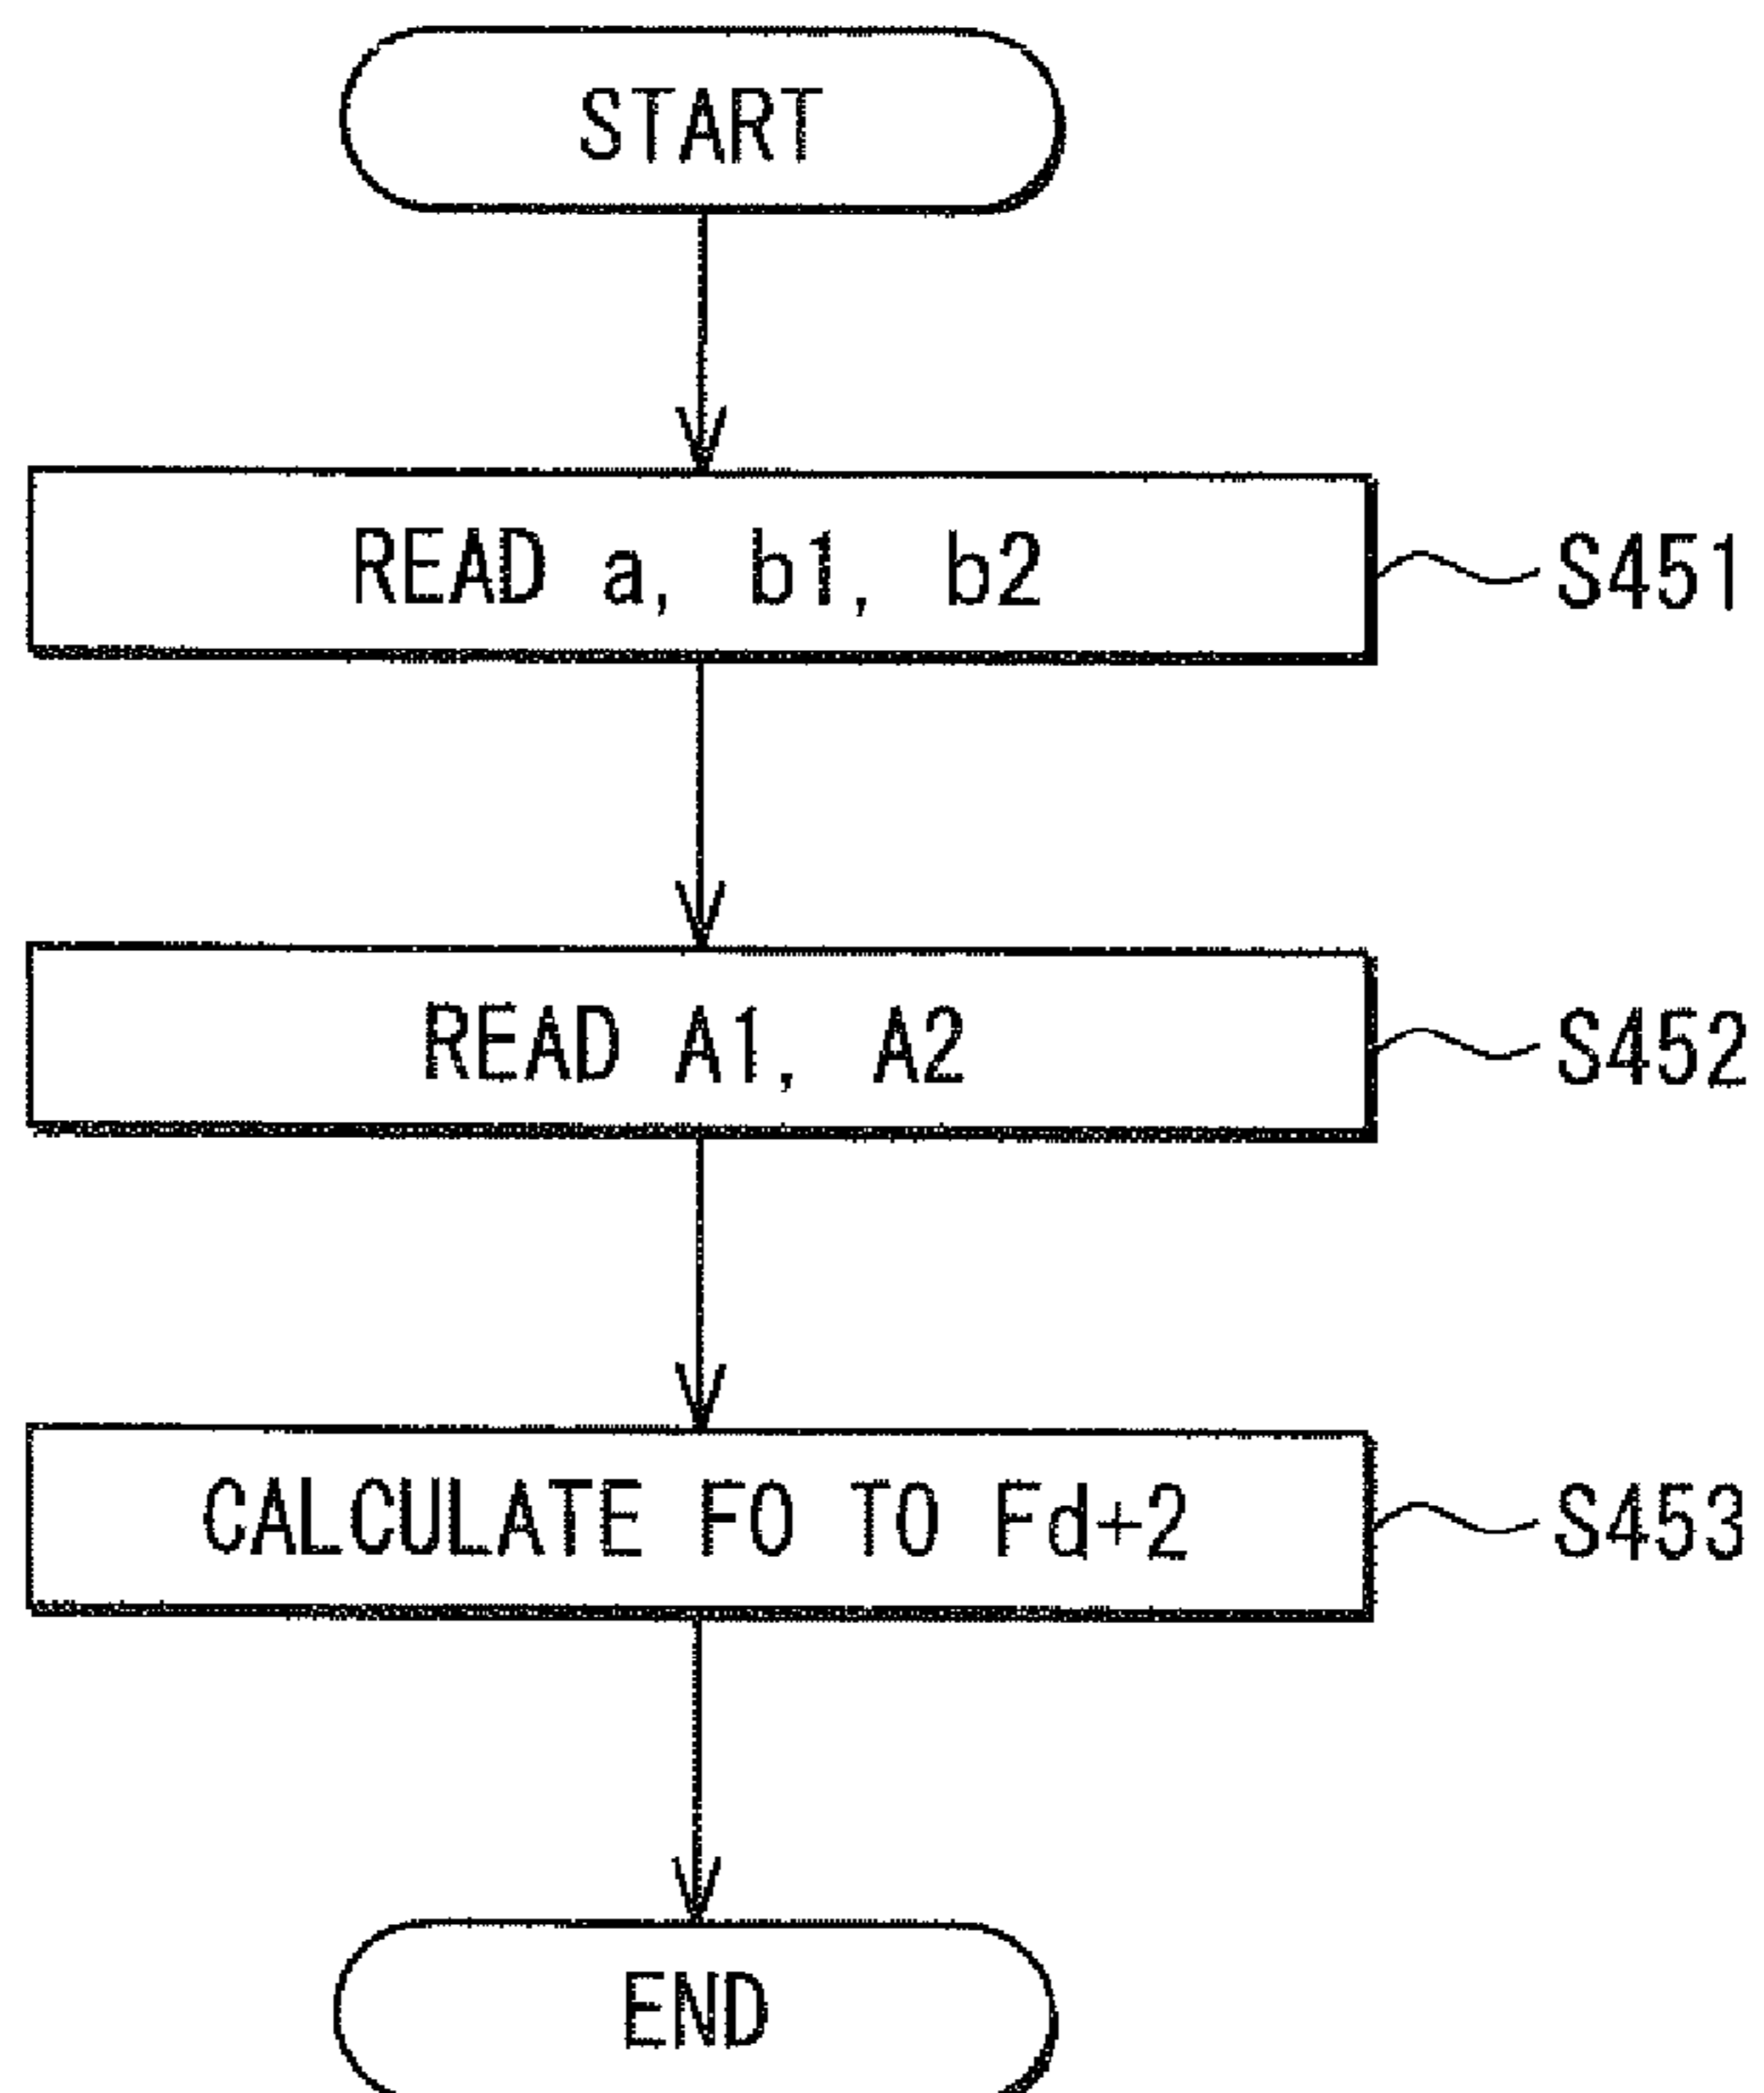 START
READ a, b1, b2
S451
READ A1, A2
S452
CALCULATE F0 TO Fd+2
S453
END